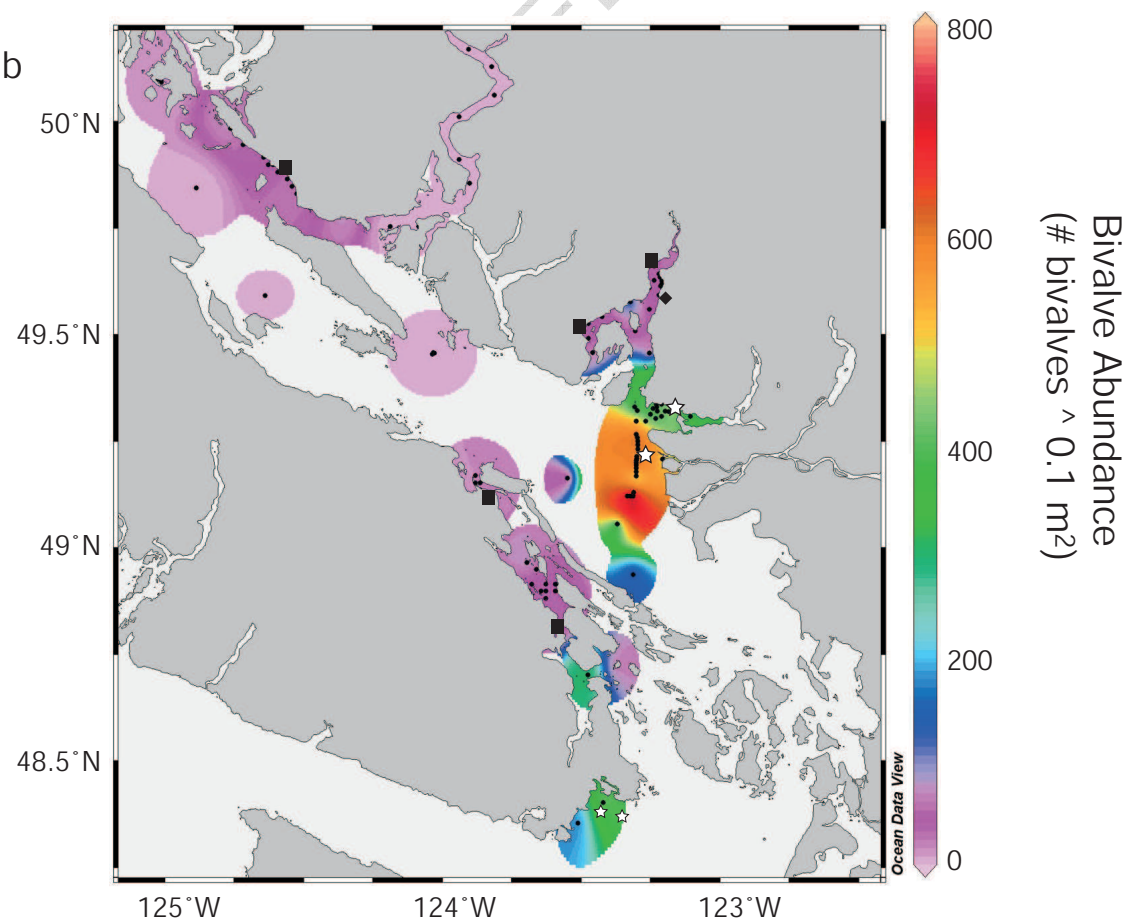 b
50°N
49.5°N
49°N
48.5°N
125°W
124°W
123°W
Ocean Data View
800
600
400
200
0
Bivalve Abundance
(# bivalves ^ 0.1 m²)